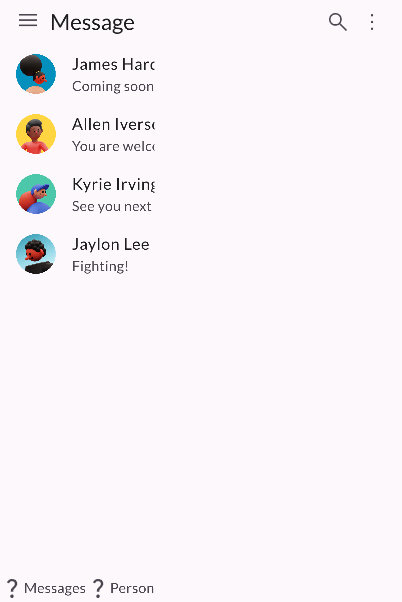 Message
James Hard
Coming soon
Allen Iverso
You are welco
Kyrie Irving
See you next
Jaylon Lee
Fighting!
? Messages ? Person